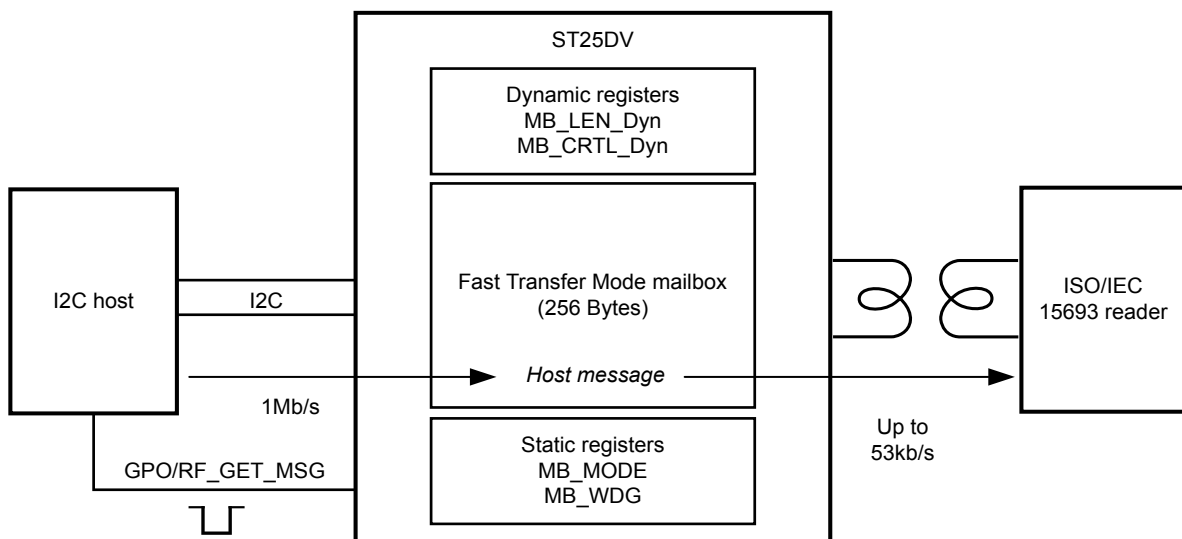 ST25DV
Dynamic registers
MB_LEN_Dyn
MB_CRTL_Dyn
I2C host
I2C
Fast Transfer Mode mailbox
(256 Bytes)
ISO/IEC
15693 reader
Host message
1Mb/s
Up to
53kb/s
GPO/RF_GET_MSG
Static registers
MB_MODE
MB_WDG